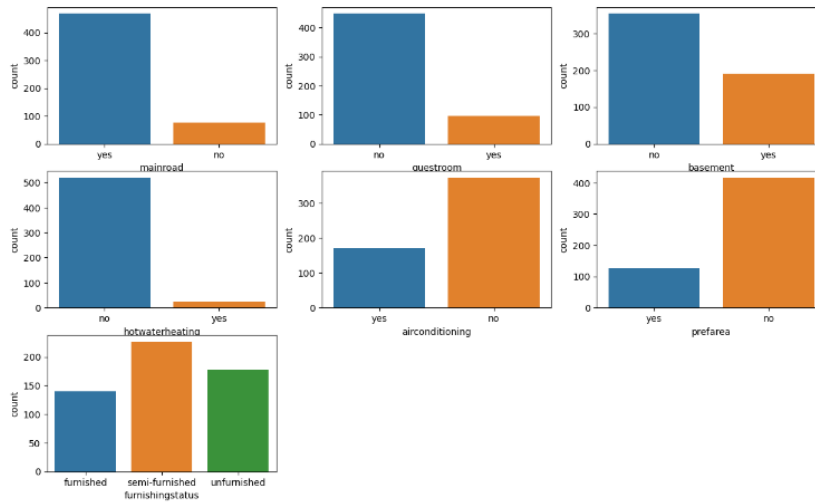 400
300
200
100
0
count
yes
no
mainroad
400
300
200
100
0
count
no
yes
guestroom
300
200
100
0
count
no
yes
basement
500
400
300
200
100
0
count
no
yes
hotwaterheating
300
200
100
0
count
yes
no
airconditioning
400
300
200
100
0
count
yes
no
prefarea
200
150
100
50
0
count
furnished
semi-furnished
unfurnished
furnishingstatus